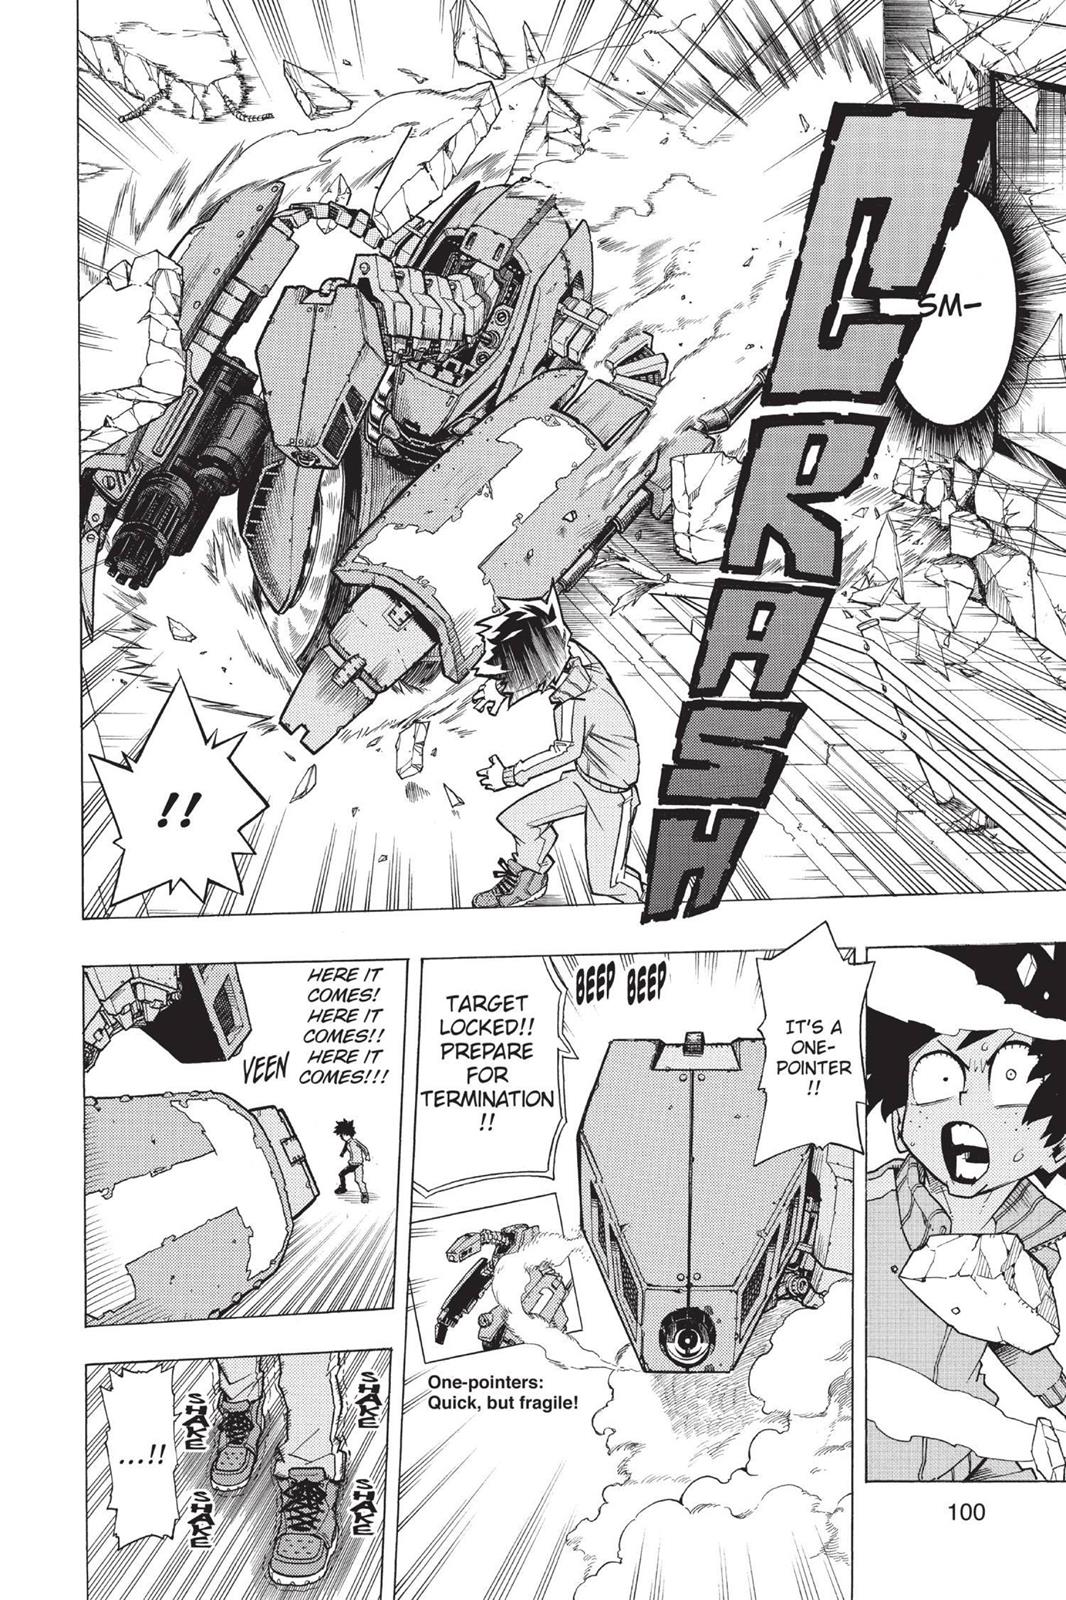 SM-
CRASH
!!
IT'S A
ONE-
POINTER
!!
BEEP BEEP
TARGET
LOCKED!!
PREPARE
FOR
TERMINATION
!!
One-pointers:
Quick, but fragile!
HERE IT
COMES!
HERE IT
COMES!!
HERE IT
COMES!!!
VEEN
SHAKE
SHAKE
...!!
SHAKE
SHAKE
100